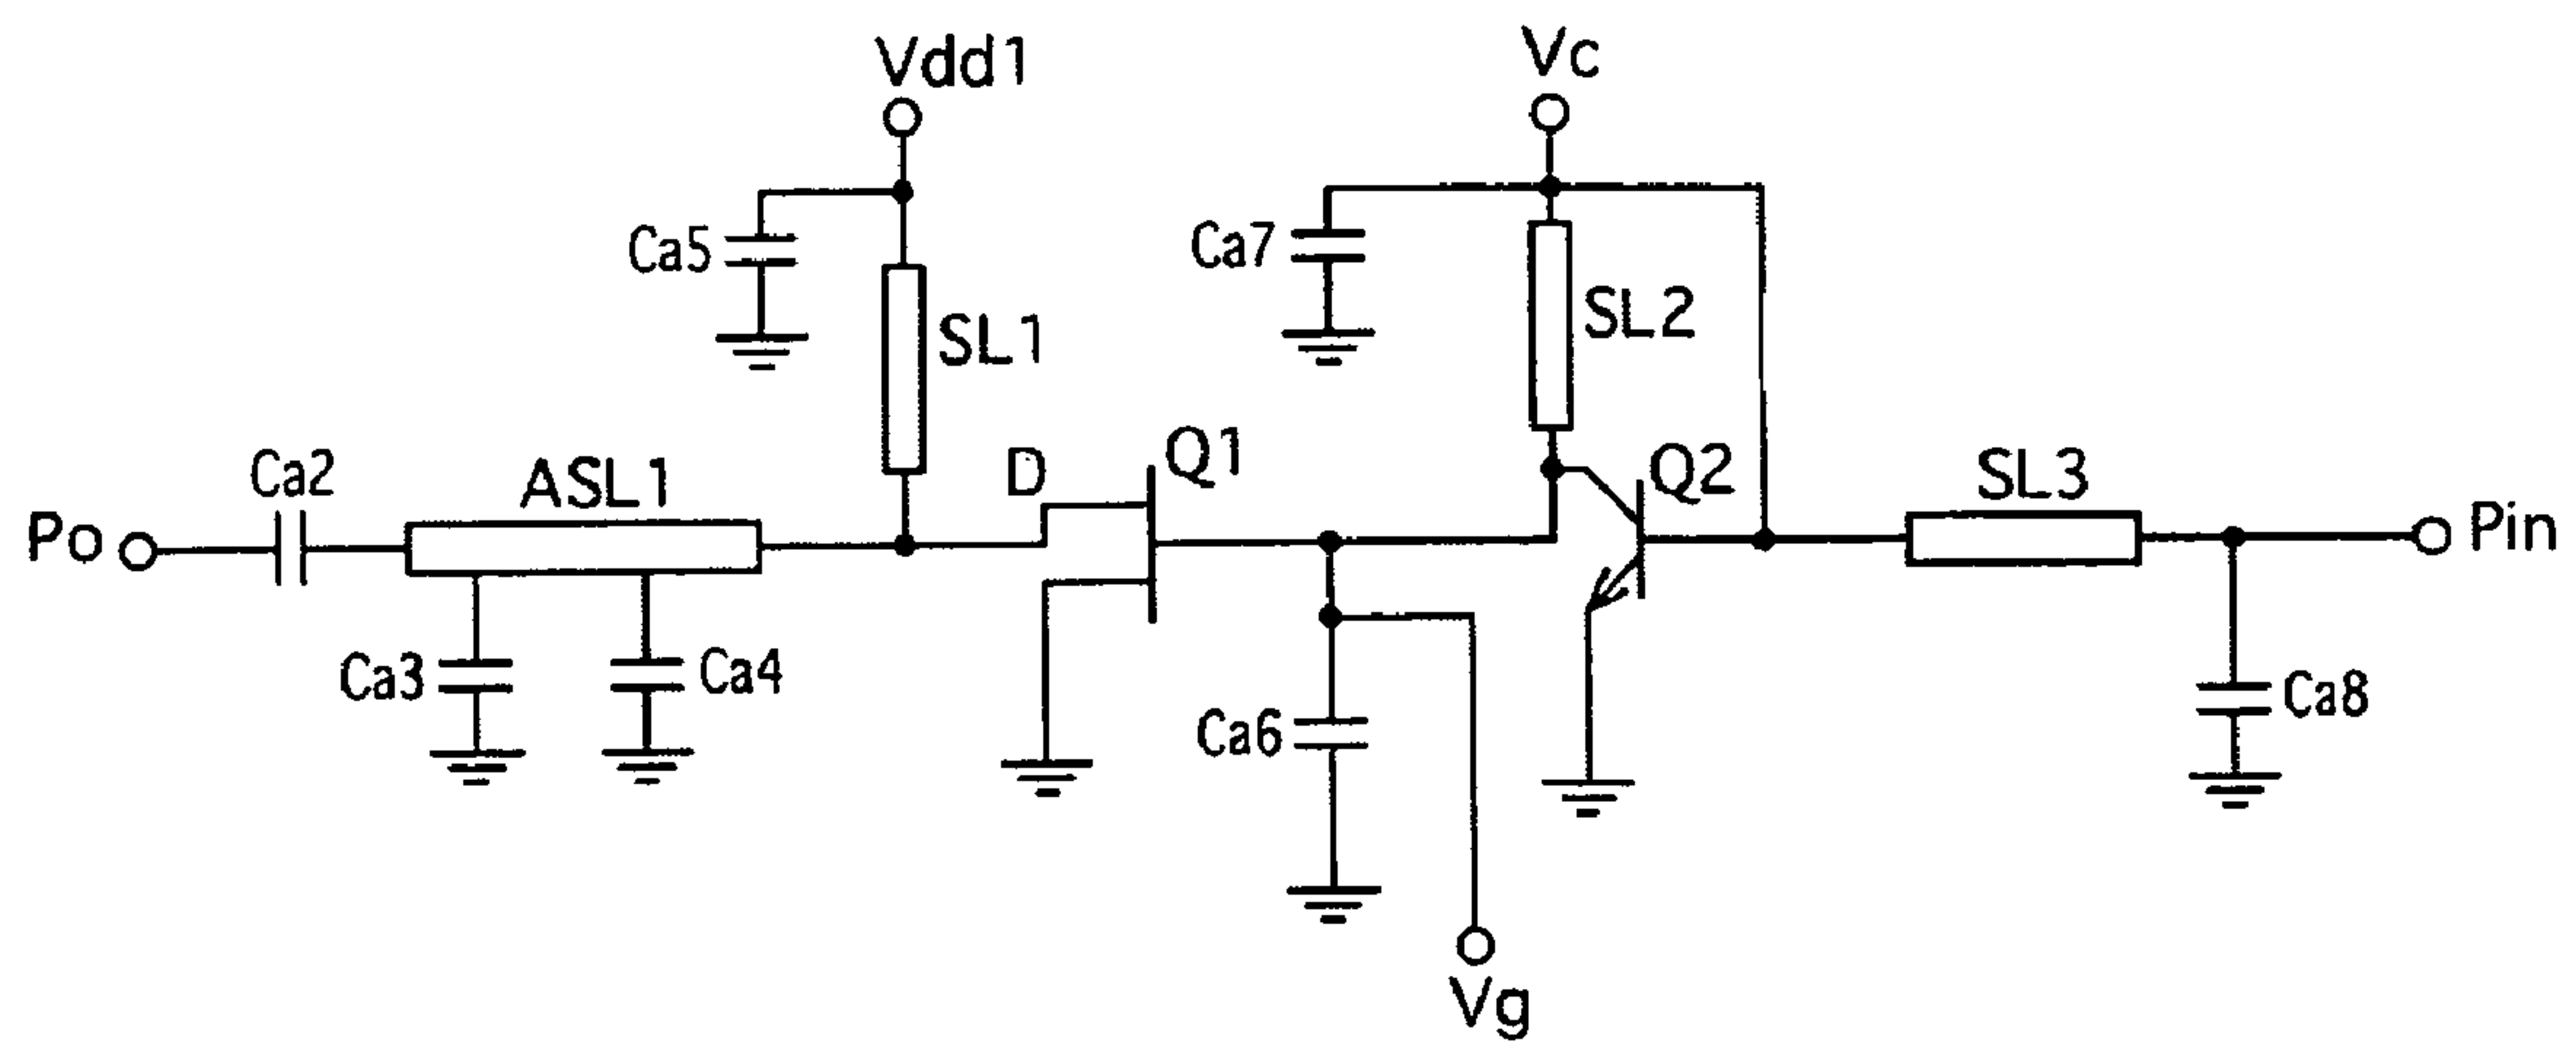 Vdd1
Vc
Ca5
Ca7
SL1
SL2
Ca2
ASL1
D
Q1
Q2
SL3
Po
Pin
Ca3
Ca4
Ca6
Ca8
Vg